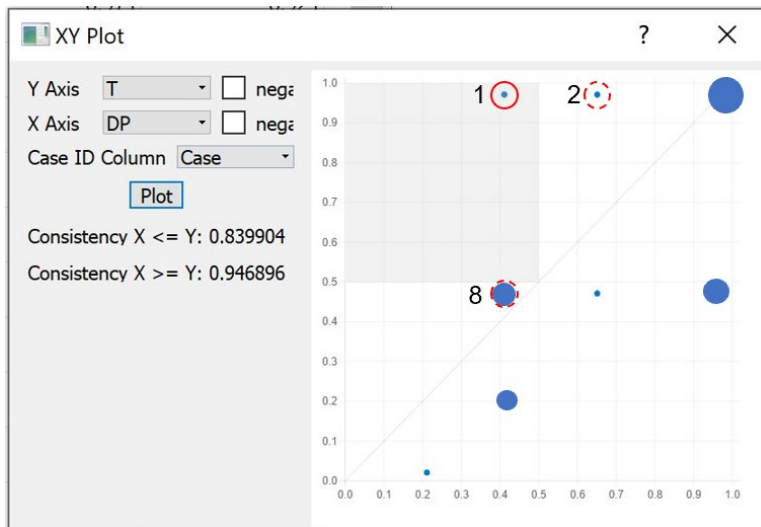 XY Plot ?
Y Axis T nega
X Axis DP nega
Case ID Column Case
Plot
Consistency X <= Y: 0.839904
Consistency X >= Y: 0.946896
1.0
0.9
0.8
0.7
0.6
0.5
0.4
0.3
0.2
0.1
0.0
1
2
8
0.0 0.1 0.2 0.3 0.4 0.5 0.6 0.7 0.8 0.9 1.0